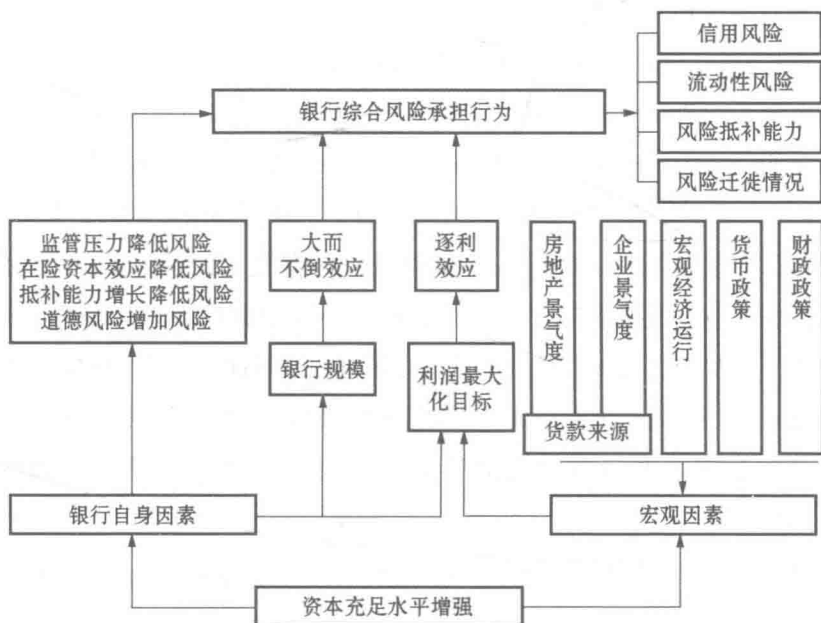 信用风险
流动性风险
银行综合风险承担行为
风险抵补能力
风险迁徙情况
监管压力降低风险
在险资本效应降低风险
抵补能力增长降低风险
道德风险增加风险
大而
不倒效应
逐利
效应
房地产景气度
企业景气度
宏观经济运行
货币政策
财政政策
银行规模
利润最大
化目标
货款来源
银行自身因素
宏观因素
资本充足水平增强